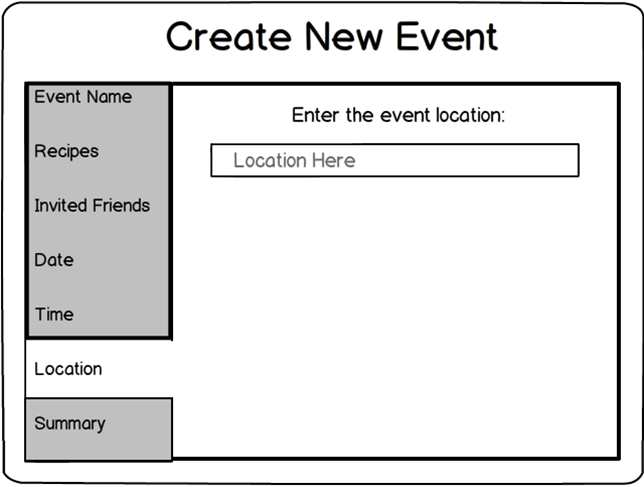 Create New Event
Event Name
Recipes
Invited Friends
Date
Time
Location
Summary
Enter the event location:
Location Here